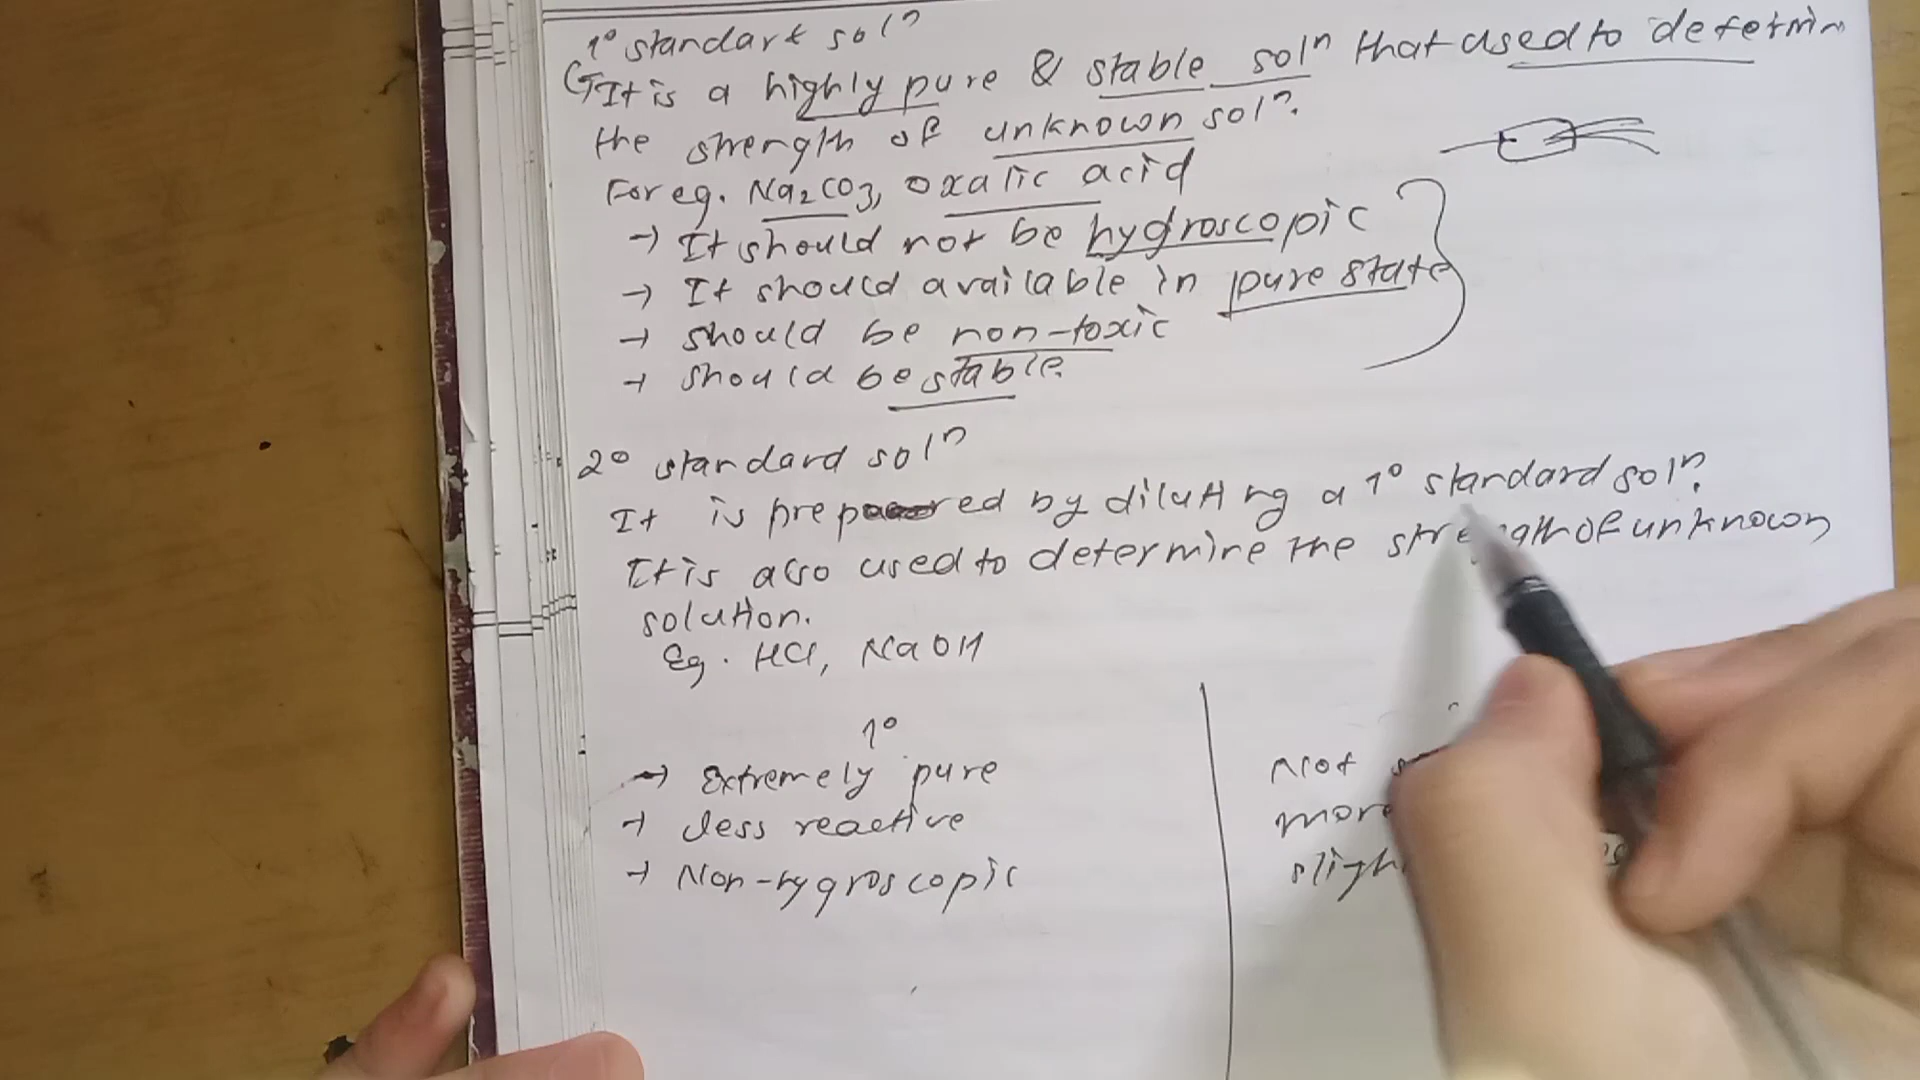 1° standart solⁿ
It is a highly pure & stable solⁿ that used to determin
the strength of unknown solⁿ.
For eg. Na₂CO₃, oxalic acid
→ It should not be hygroscopic
→ It should available in pure state
→ should be non-toxic
→ should be stable.
2° standard solⁿ
It is prepared by diluting a 1° standard solⁿ.
It is also used to determine the strength of unknown
solution.
Eg. HCl, NaOH
1°
→ Extremely pure
Not
→ less reactive
more
→ Non-hygroscopic